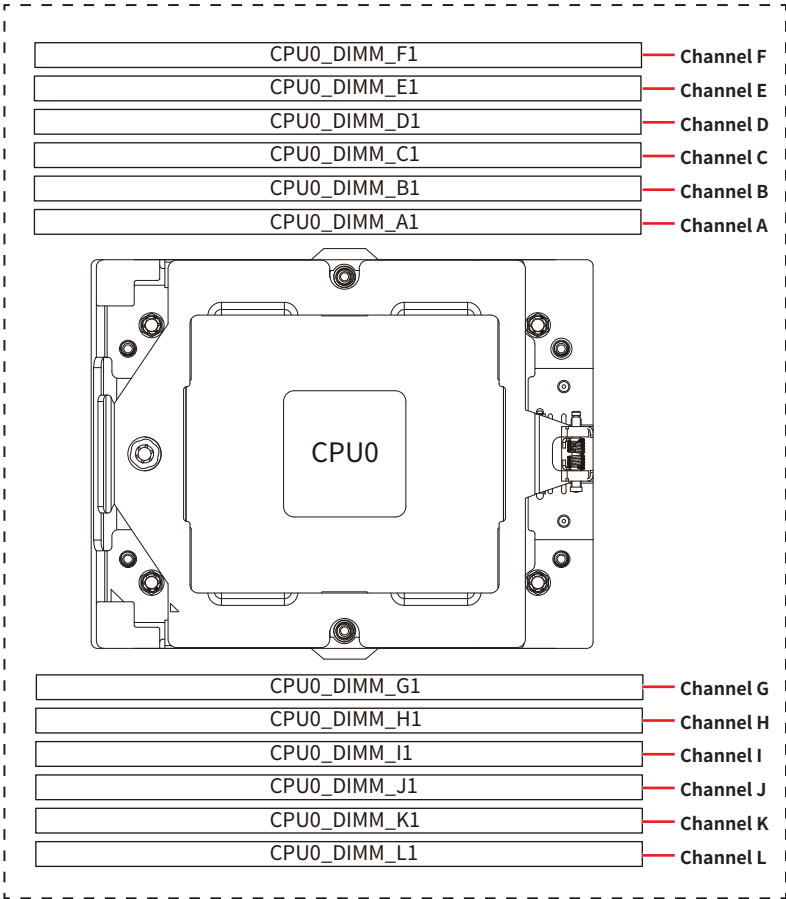 CPU0_DIMM_F1 Channel F
CPU0_DIMM_E1 Channel E
CPU0_DIMM_D1 Channel D
CPU0_DIMM_C1 Channel C
CPU0_DIMM_B1 Channel B
CPU0_DIMM_A1 Channel A
CPU0
CPU0_DIMM_G1 Channel G
CPU0_DIMM_H1 Channel H
CPU0_DIMM_I1 Channel I
CPU0_DIMM_J1 Channel J
CPU0_DIMM_K1 Channel K
CPU0_DIMM_L1 Channel L